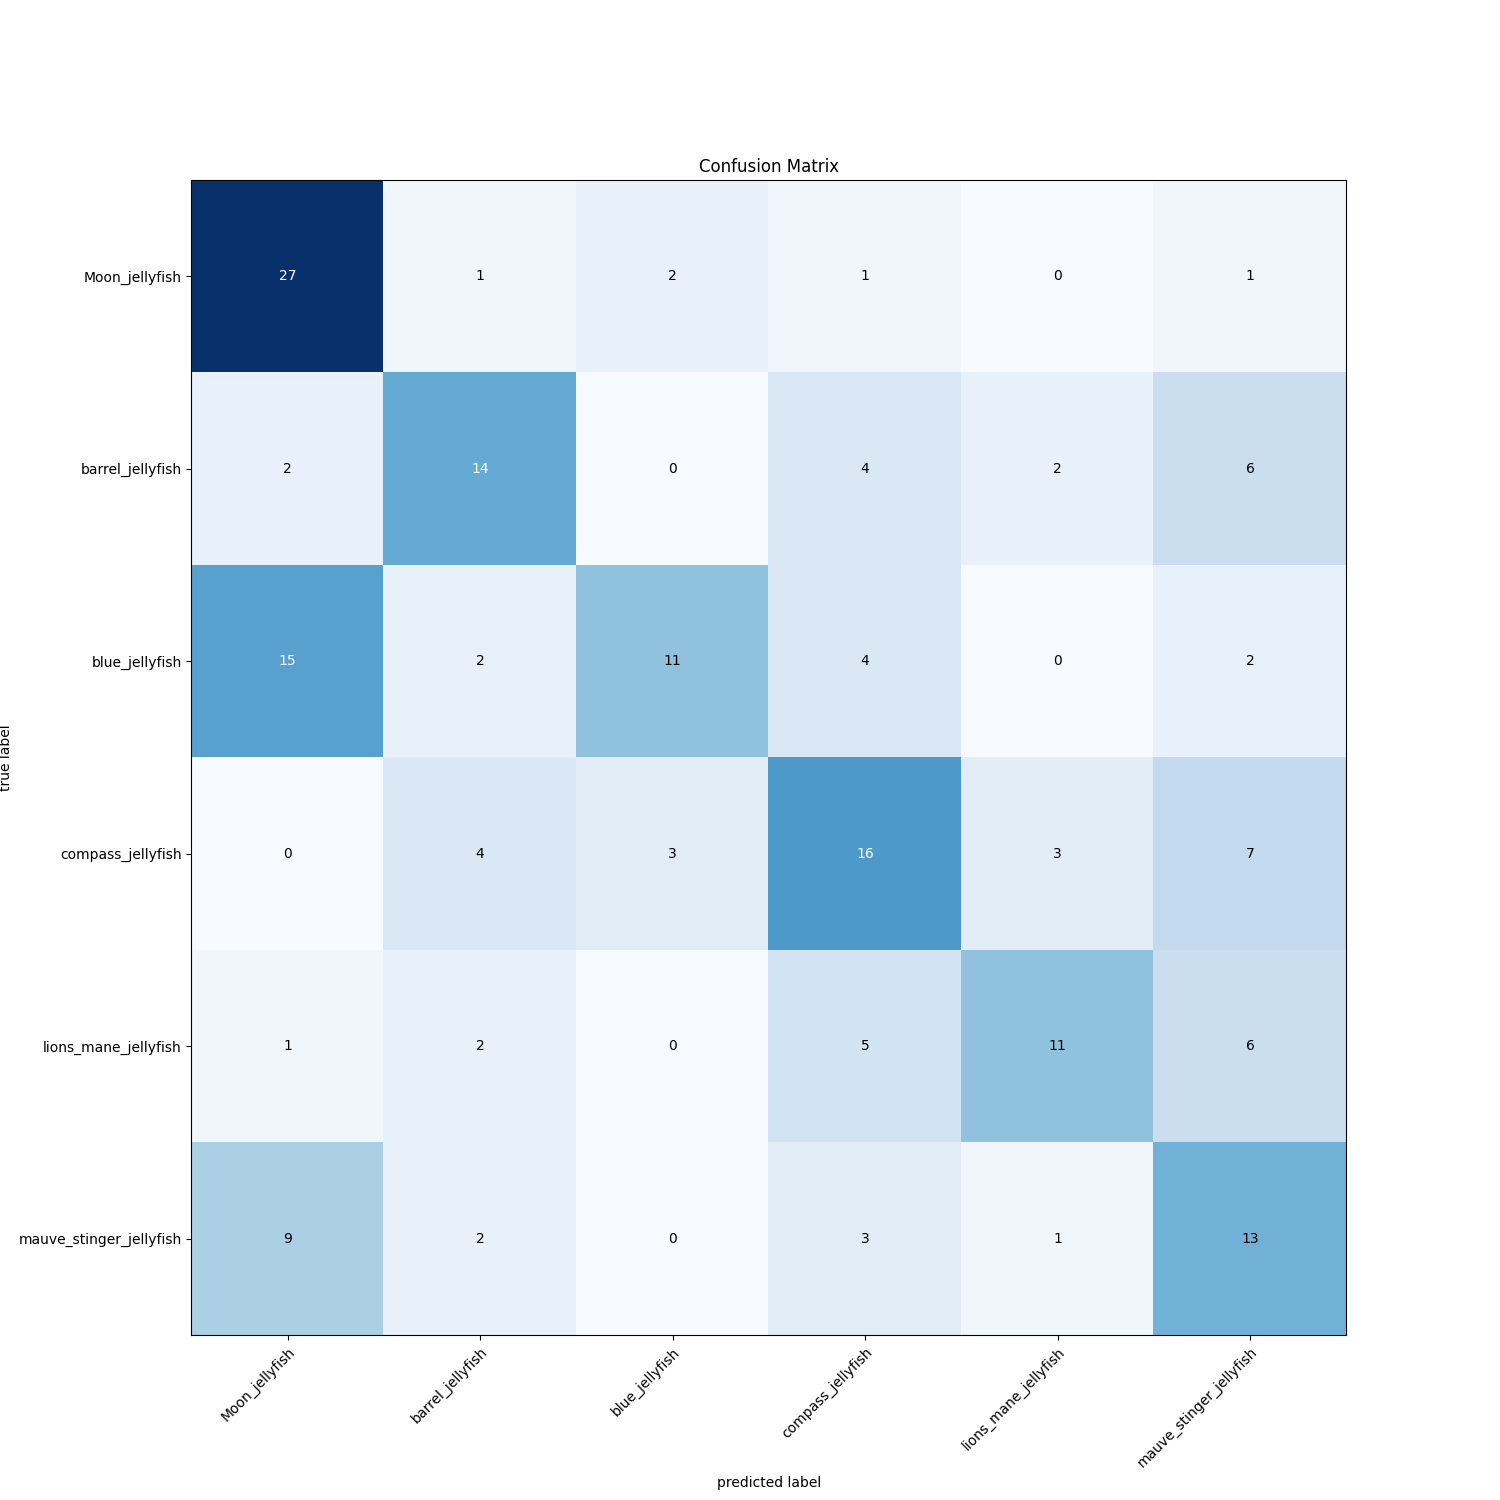 Confusion Matrix
Moon_jellyfish
27 1 2 1 0 1
barrel_jellyfish
2 14 0 4 2 6
blue_jellyfish
15 2 11 4 0 2
true label
compass_jellyfish
0 4 3 16 3 7
lions_mane_jellyfish
1 2 0 5 11 6
mauve_stinger_jellyfish
9 2 0 3 1 13
Moon_jellyfish
barrel_jellyfish
blue_jellyfish
compass_jellyfish
lions_mane_jellyfish
mauve_stinger_jellyfish
predicted label